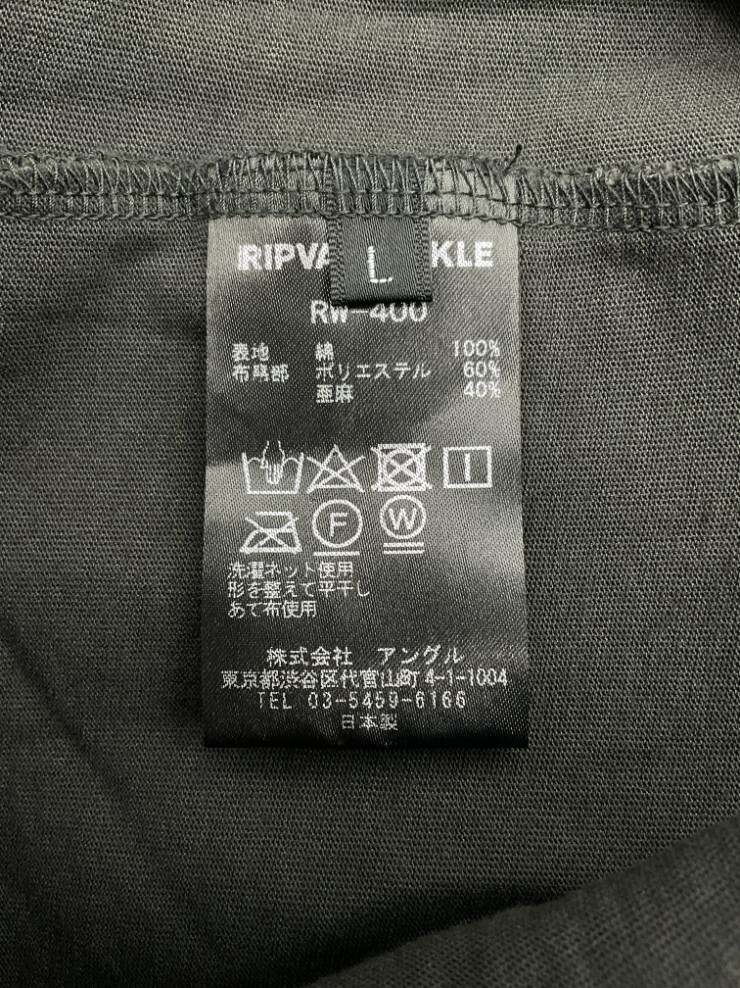 RIPVA KLE
L
RW-400
表地 綿 100%
布帛部 ポリエステル 60%
亜麻 40%
F W
洗濯ネット使用
形を整えて平干し
あて布使用
株式会社 アングル
東京都渋谷区代官山町4-1-1004
TEL 03-5459-6166
日本製